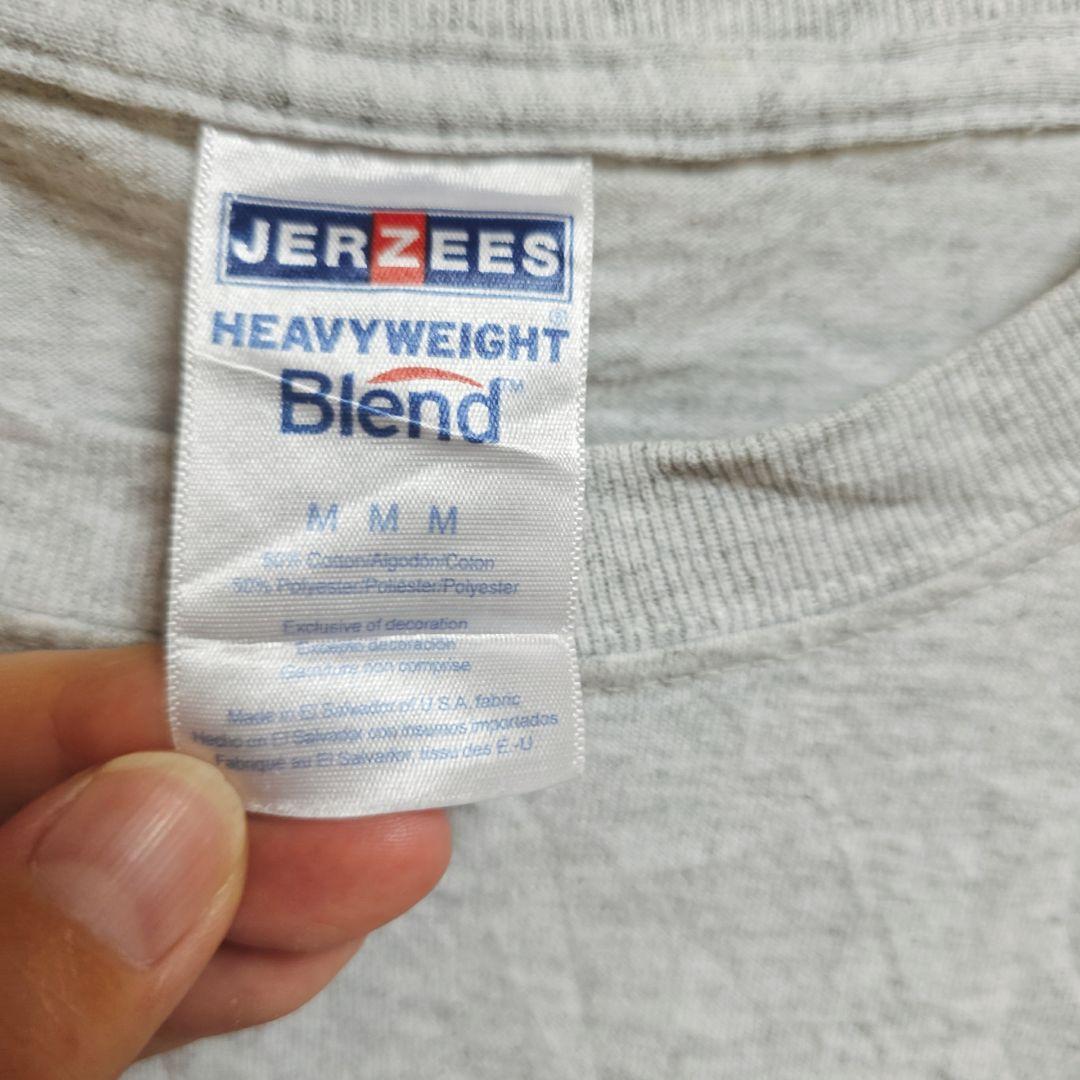 JERZEES
HEAVYWEIGHT®
Blend™
M M M
50% Cotton/Algodón/Coton
50% Polyester/Poliéster/Polyester
Exclusive of decoration
Excepto decoración
Garniture non comprise
Made in El Salvador of U.S.A. fabric
Hecho en El Salvador con insumos importados
Fabriqué au El Salvador, tissu des É.-U.